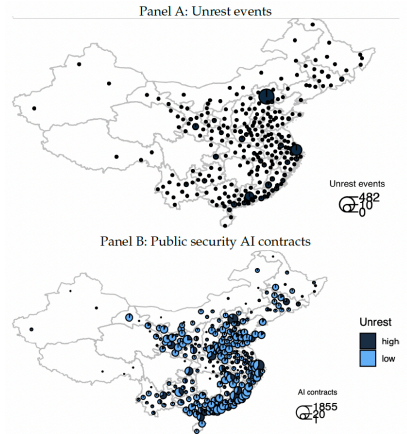 Panel A: Unrest events
Unrest events
482
10
0
Panel B: Public security AI contracts
Unrest
high
low
AI contracts
1855
20
1